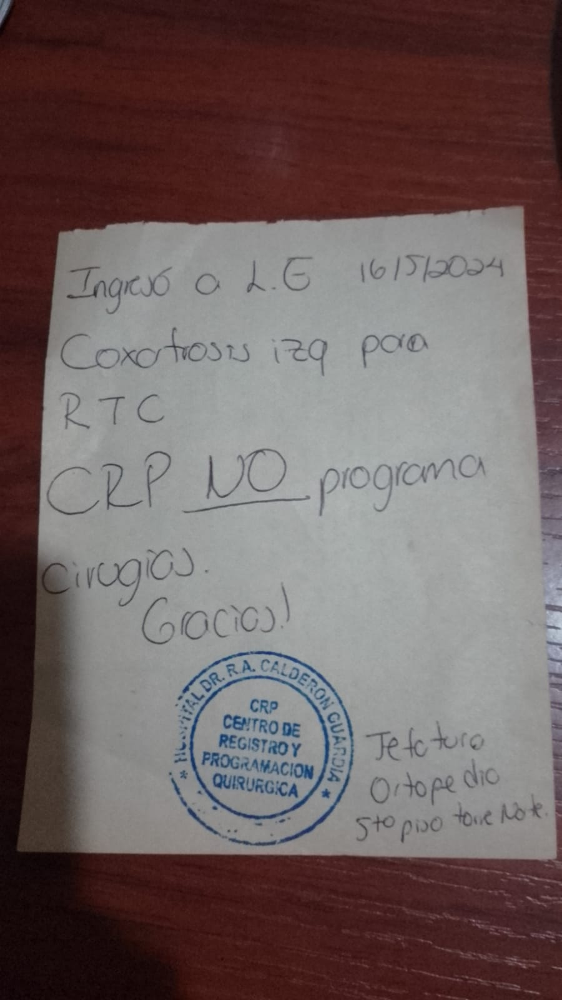 Ingresó a L.E 16/5/2024
Coxatrosis izq para
RTC
CRP NO programa
Cirugías.
Gracias!
* HOSPITAL DR. R.A. CALDERON GUARDIA *
CRP
CENTRO DE
REGISTRO Y
PROGRAMACION
QUIRURGICA
Jefatura
Ortopedia
5to piso torre Norte.